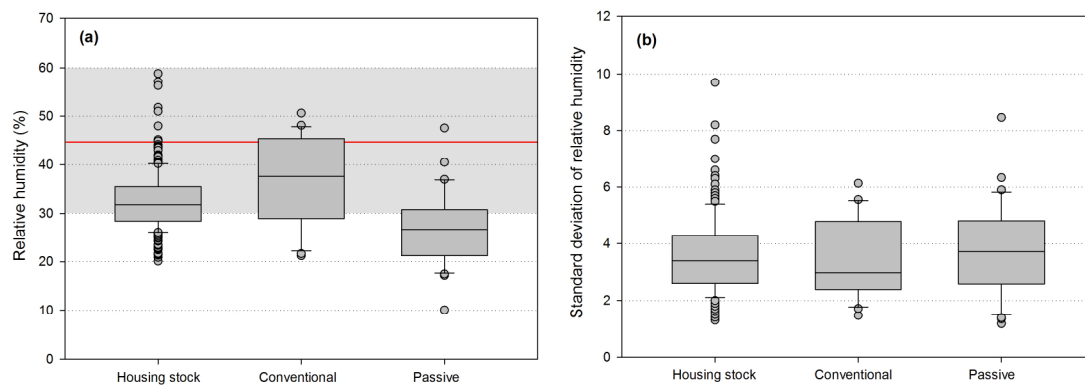 (a)
Relative humidity (%)
70
60
50
40
30
20
10
0
Housing stock Conventional Passive
(b)
Standard deviation of relative humidity
12
10
8
6
4
2
0
Housing stock Conventional Passive